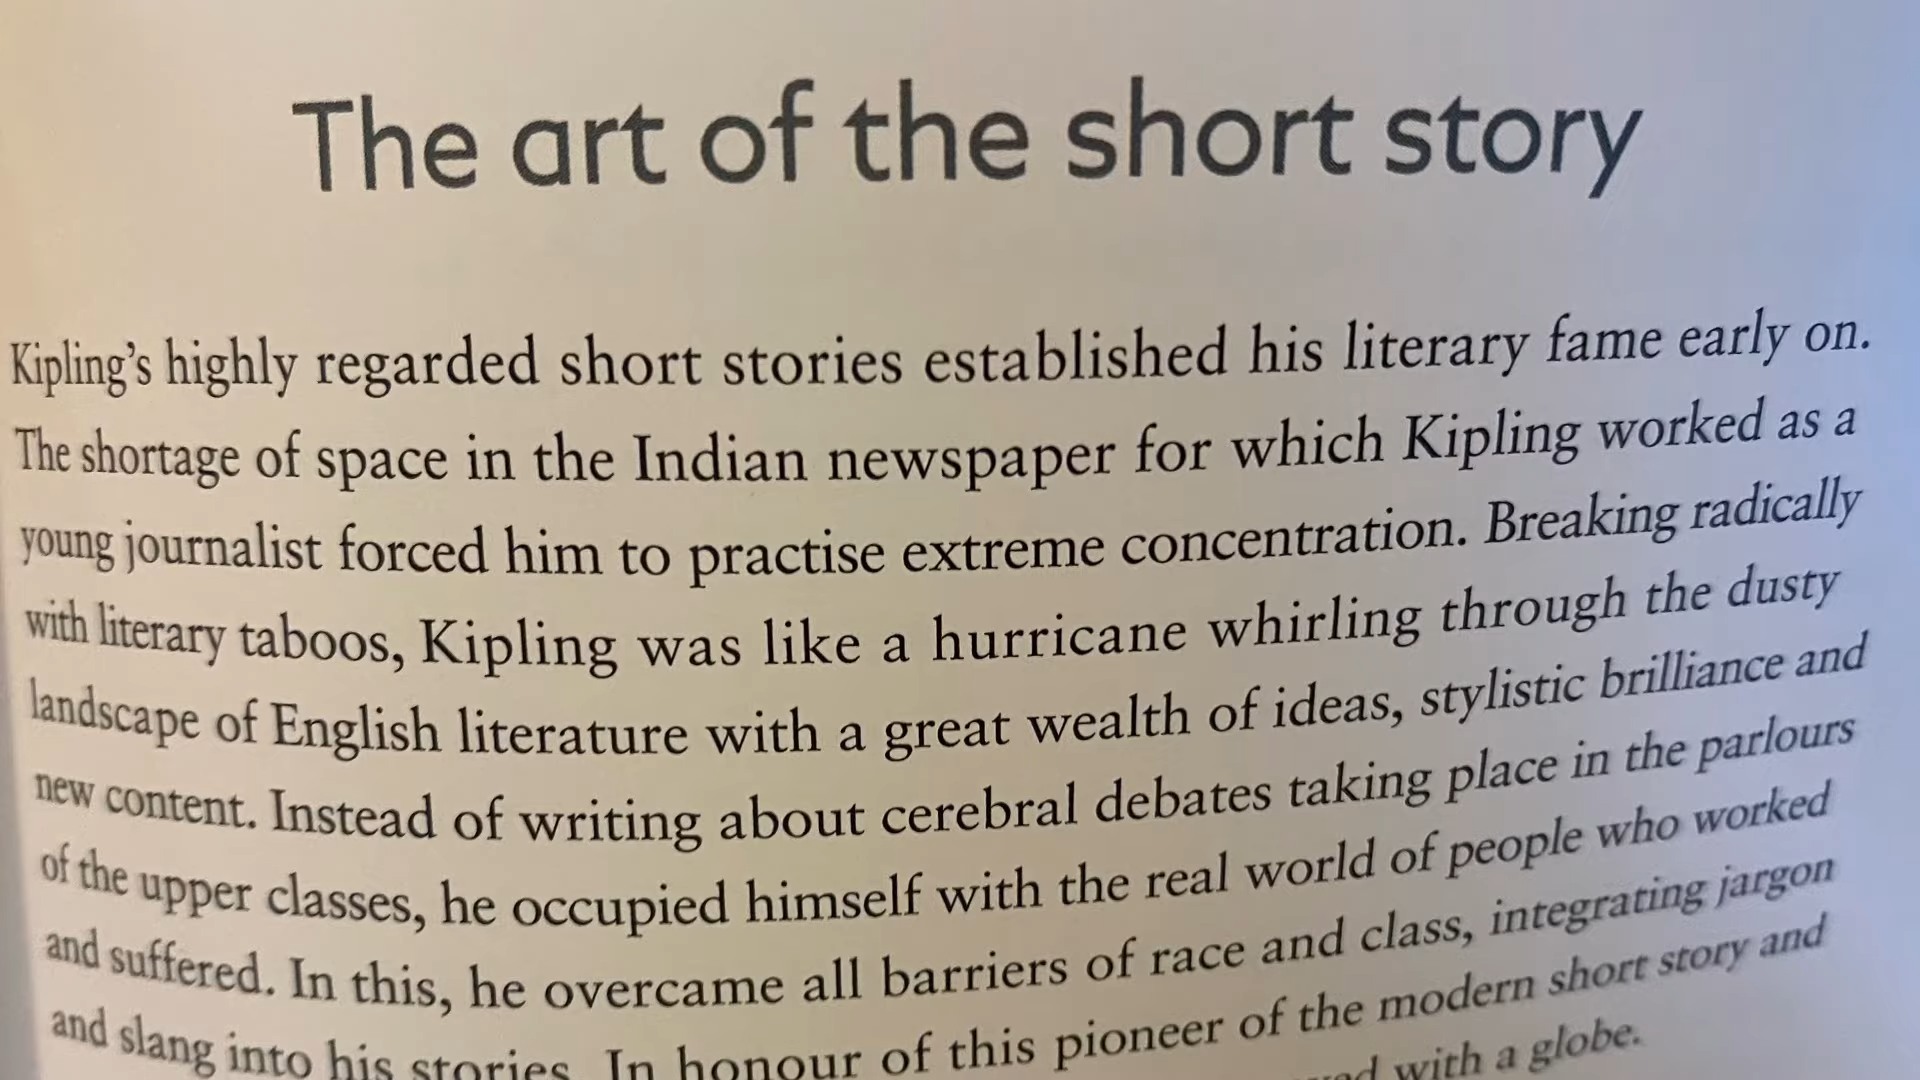 The art of the short story
Kipling’s highly regarded short stories established his literary fame early on.
The shortage of space in the Indian newspaper for which Kipling worked as a
young journalist forced him to practise extreme concentration. Breaking radically
with literary taboos, Kipling was like a hurricane whirling through the dusty
landscape of English literature with a great wealth of ideas, stylistic brilliance and
new content. Instead of writing about cerebral debates taking place in the parlours
of the upper classes, he occupied himself with the real world of people who worked
and suffered. In this, he overcame all barriers of race and class, integrating jargon
and slang into his stories. In honour of this pioneer of the modern short story and
with a globe.